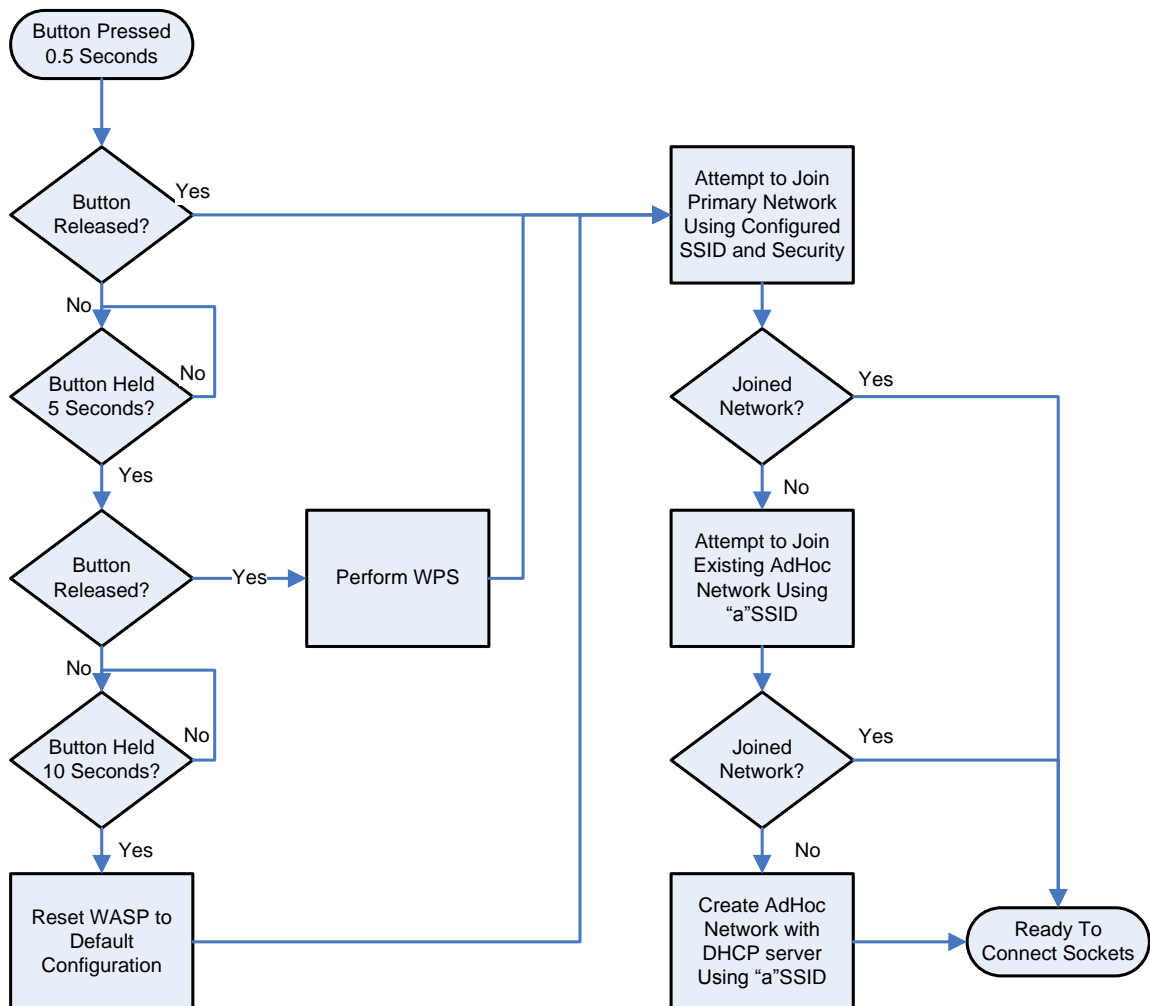 Button Pressed
0.5 Seconds
Button
Released?
Yes
No
Button Held
5 Seconds?
No
Yes
Button
Released?
Yes
Perform WPS
No
Button Held
10 Seconds?
No
Yes
Reset WASP to
Default
Configuration
Attempt to Join
Primary Network
Using Configured
SSID and Security
Joined
Network?
Yes
No
Attempt to Join
Existing AdHoc
Network Using
“a”SSID
Joined
Network?
Yes
No
Create AdHoc
Network with
DHCP server
Using “a”SSID
Ready To
Connect Sockets